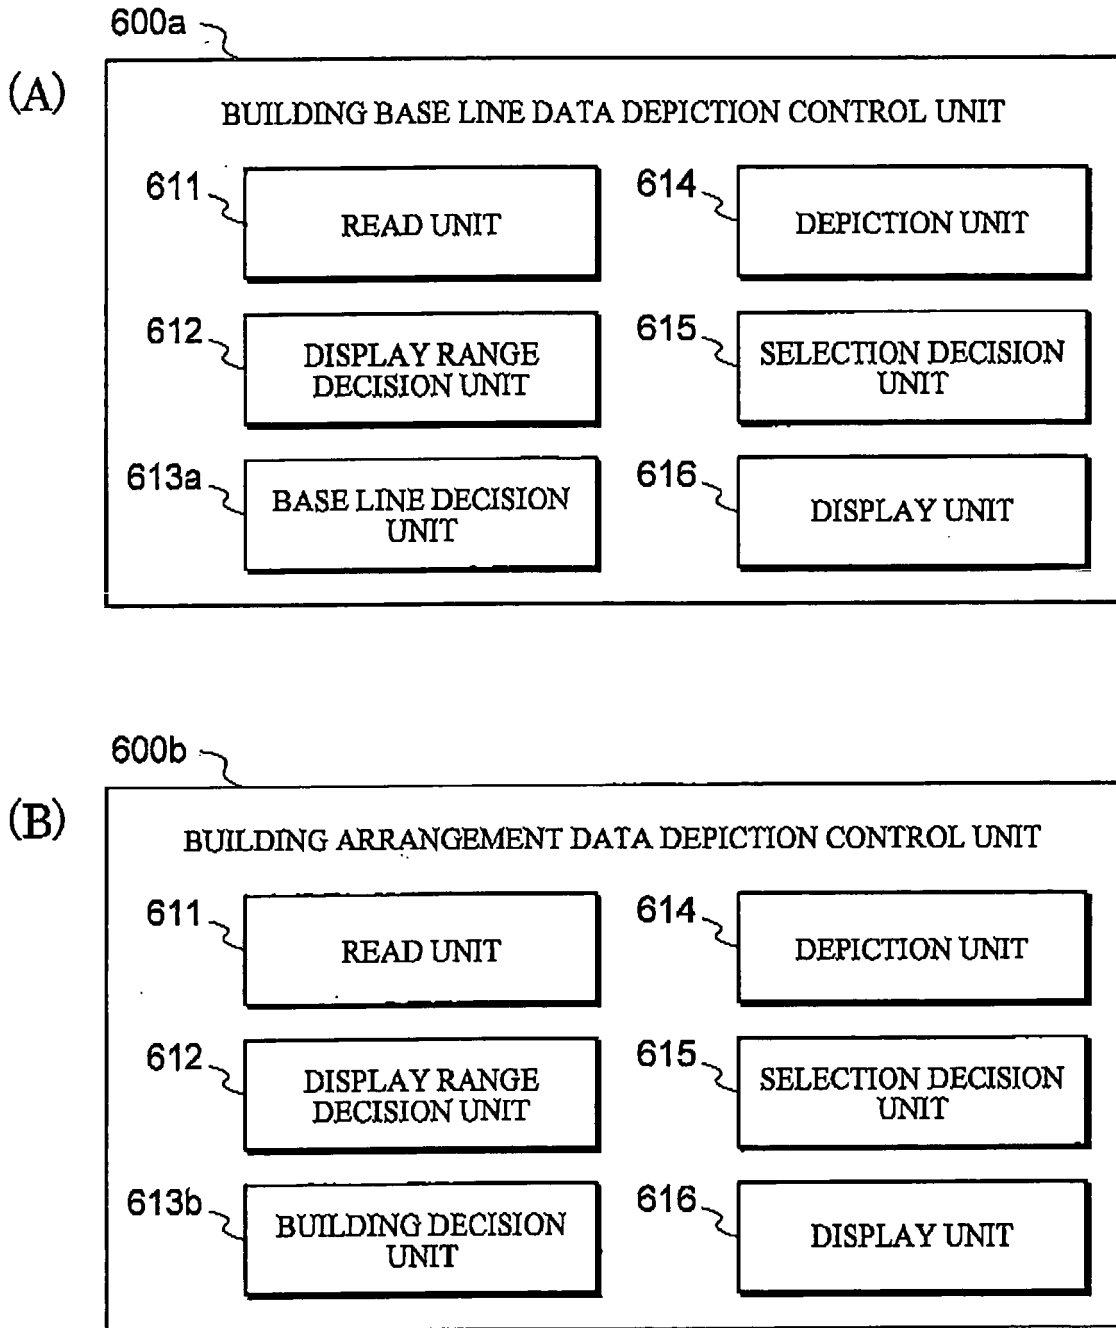 600a
(A)
BUILDING BASE LINE DATA DEPICTION CONTROL UNIT
611
READ UNIT
614
DEPICTION UNIT
612
DISPLAY RANGE
DECISION UNIT
615
SELECTION DECISION
UNIT
613a
BASE LINE DECISION
UNIT
616
DISPLAY UNIT
600b
(B)
BUILDING ARRANGEMENT DATA DEPICTION CONTROL UNIT
611
READ UNIT
614
DEPICTION UNIT
612
DISPLAY RANGE
DECISION UNIT
615
SELECTION DECISION
UNIT
613b
BUILDING DECISION
UNIT
616
DISPLAY UNIT